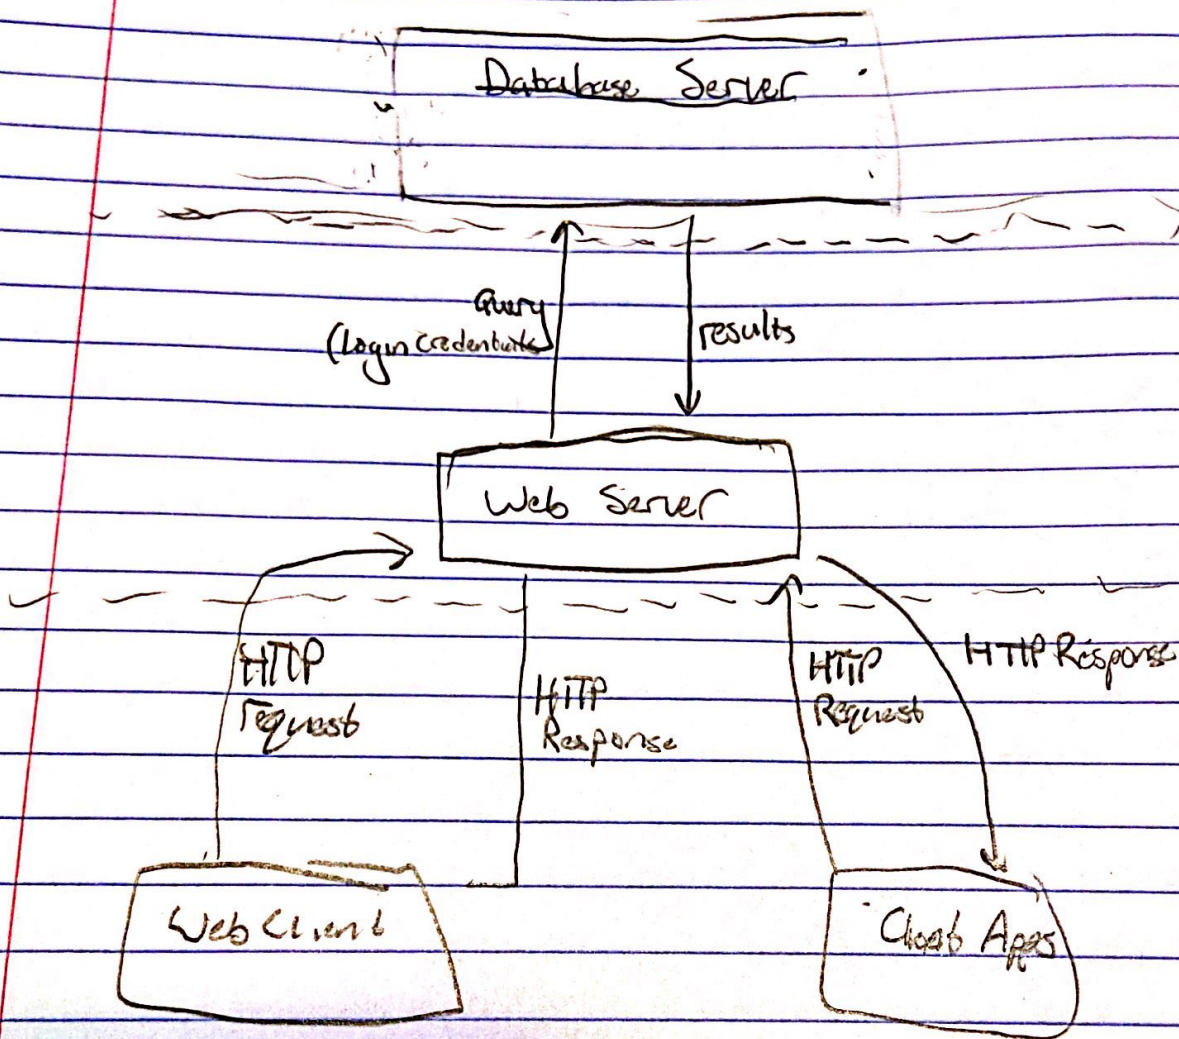 Database Server
Query
(Login Credentials
results
Web Server
HTTP
request
HTTP
Response
HTTP
Request
HTTP Response
Web Client
Apps